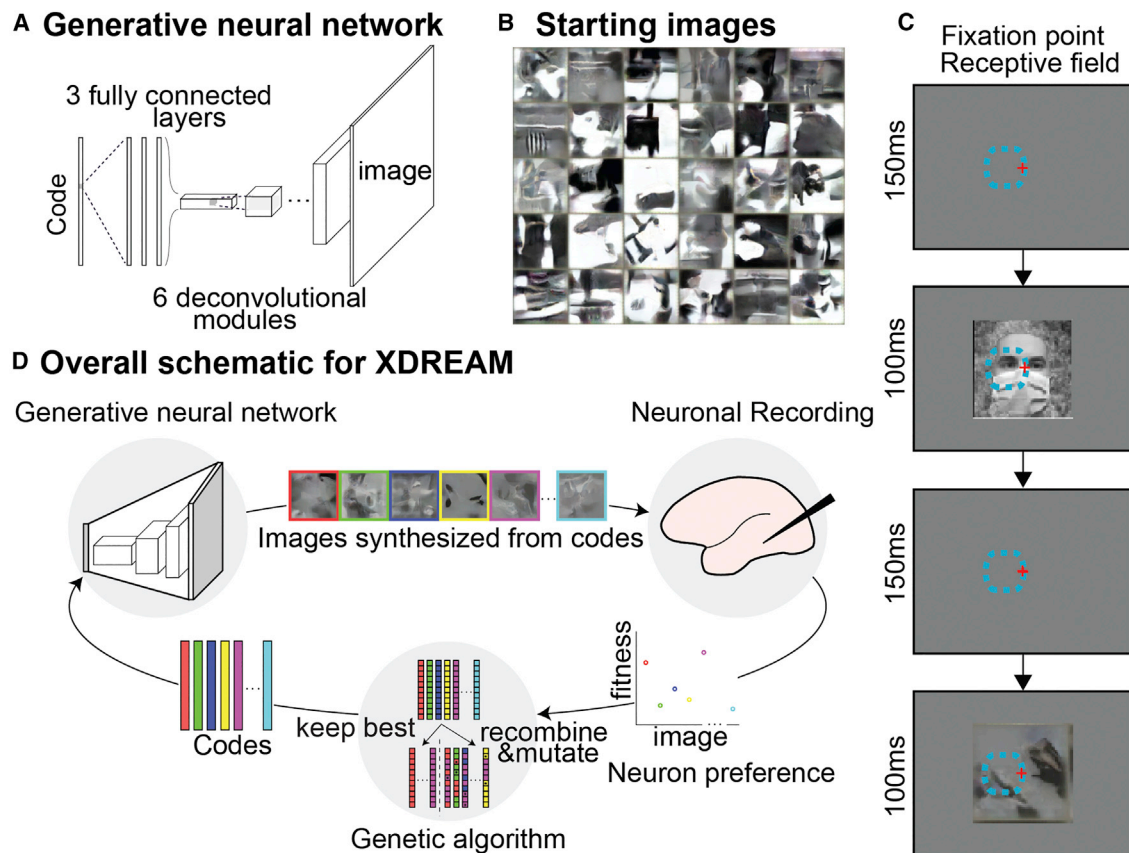 A Generative neural network
3 fully connected
layers
Code
image
6 deconvolutional
modules
B Starting images
C
Fixation point
Receptive field
150ms
100ms
150ms
100ms
D Overall schematic for XDREAM
Generative neural network
Neuronal Recording
Images synthesized from codes
Codes
keep best
recombine
&mutate
Genetic algorithm
fitness
image
Neuron preference